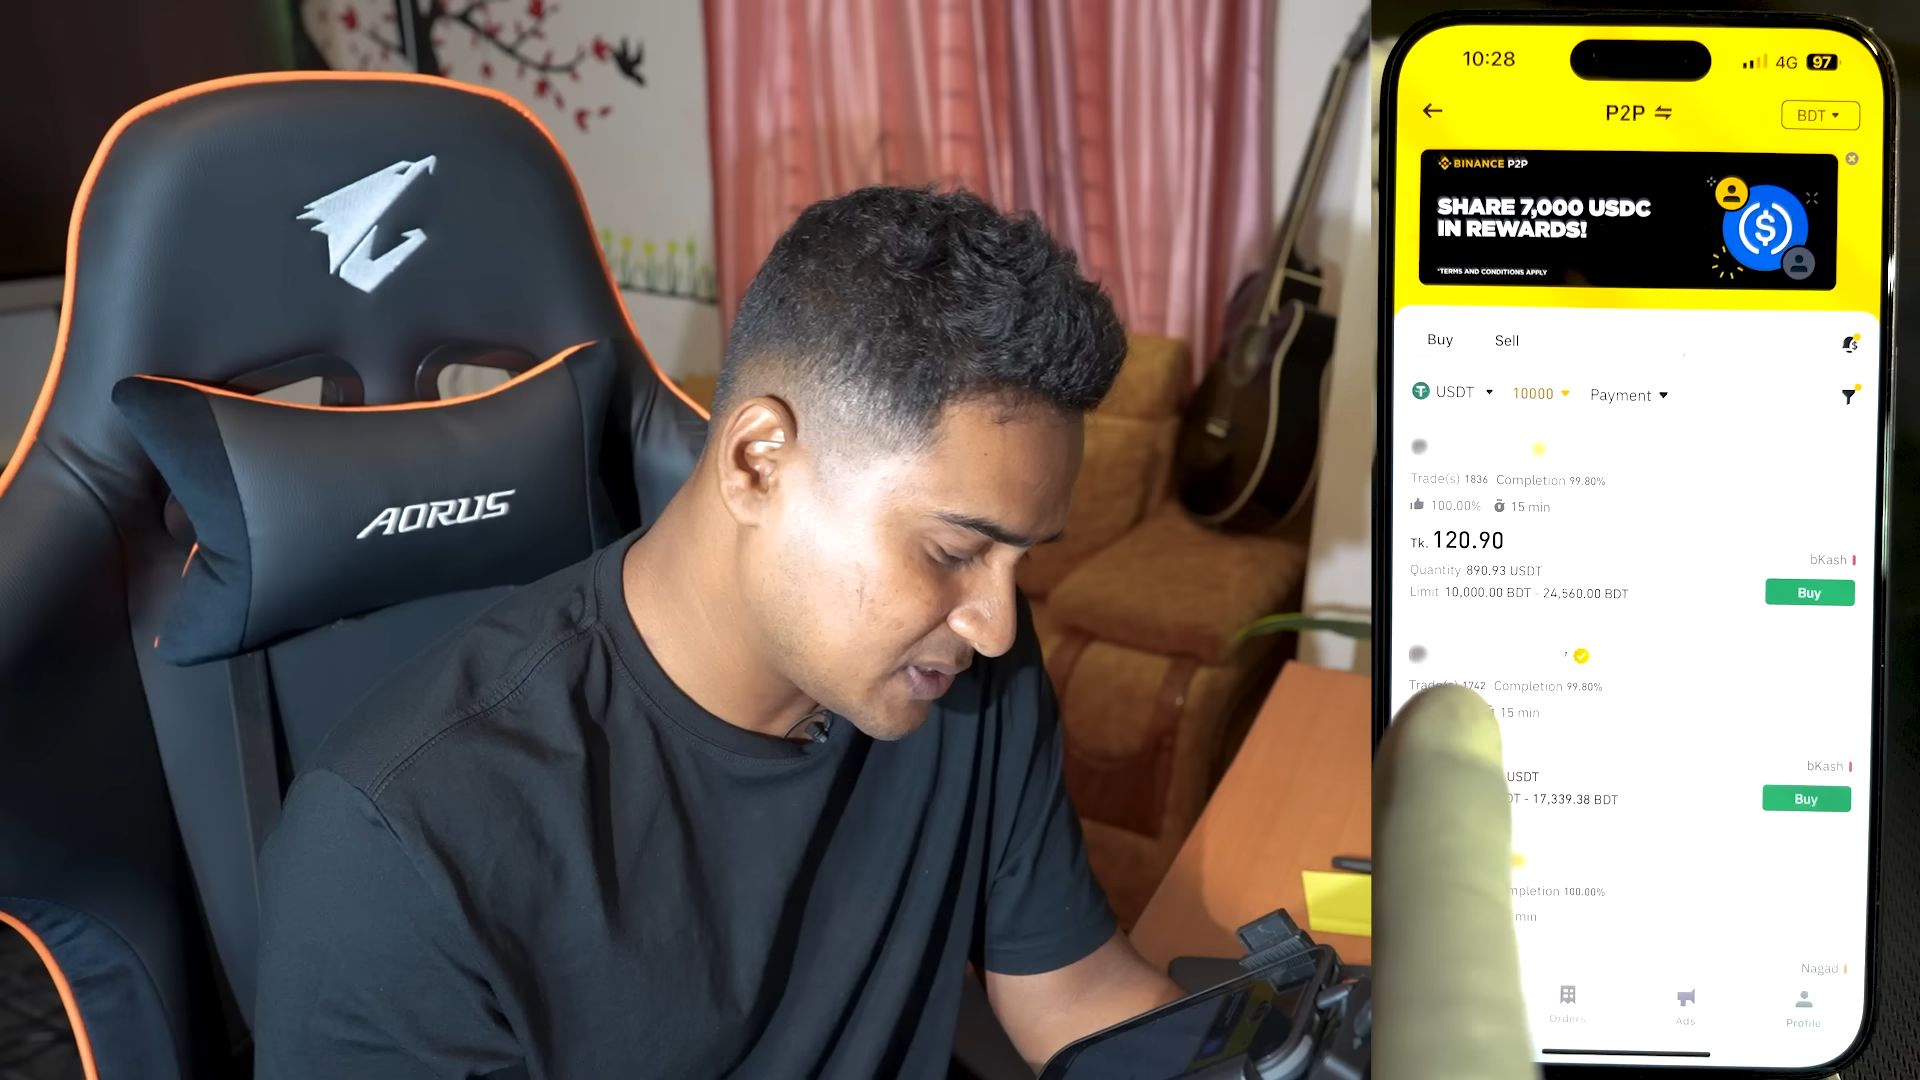 AORUS
10:28
4G 97
P2P
BDT
BINANCE P2P
SHARE 7,000 USDC
IN REWARDS!
*TERMS AND CONDITIONS APPLY
Buy Sell
USDT 10000 Payment
Trade(s) 1836 Completion 99.80%
100.00% 15 min
Tk. 120.90
bKash
Quantity 890.93 USDT
Limit 10,000.00 BDT - 24,560.00 BDT
Buy
Trade(s) 1742 Completion 99.80%
15 min
bKash
USDT
- 17,339.38 BDT
Buy
100.00%
min
Nagad
Orders Ads Profile